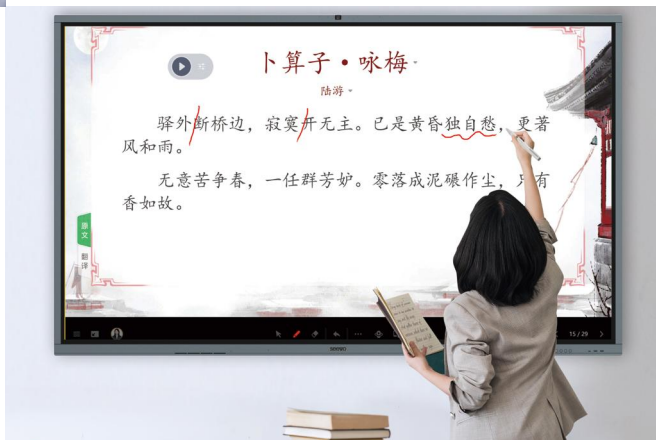 卜算子·咏梅
陆游
驿外断桥边，寂寞开无主。已是黄昏独自愁，更著
风和雨。
无意苦争春，一任群芳妒。零落成泥碾作尘，只有
香如故。
原文
翻译
15 / 29